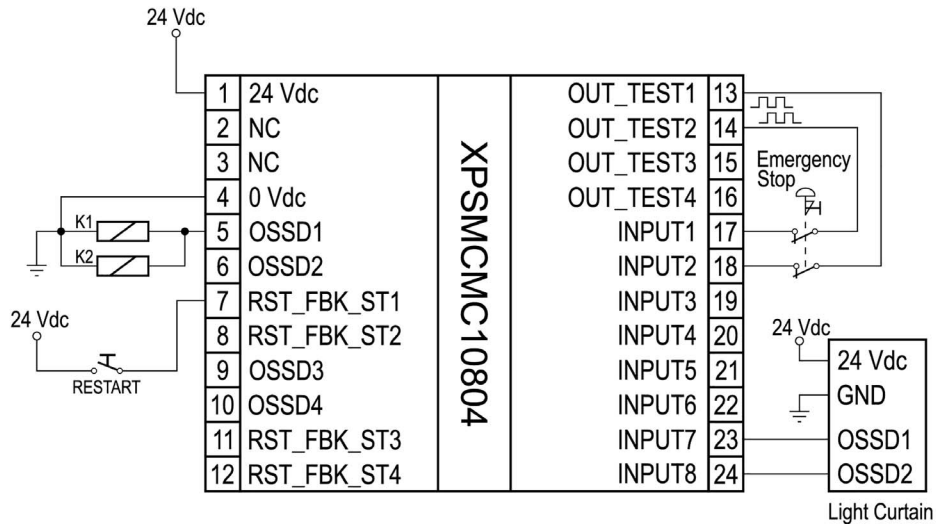 24 Vdc
1 24 Vdc
2 NC
3 NC
4 0 Vdc
5 OSSD1
6 OSSD2
7 RST_FBK_ST1
8 RST_FBK_ST2
9 OSSD3
10 OSSD4
11 RST_FBK_ST3
12 RST_FBK_ST4
K1
K2
24 Vdc
RESTART
XPSMCMC10804
OUT_TEST1 13
OUT_TEST2 14
OUT_TEST3 15
OUT_TEST4 16
INPUT1 17
INPUT2 18
INPUT3 19
INPUT4 20
INPUT5 21
INPUT6 22
INPUT7 23
INPUT8 24
Emergency
Stop
24 Vdc
24 Vdc
GND
OSSD1
OSSD2
Light Curtain